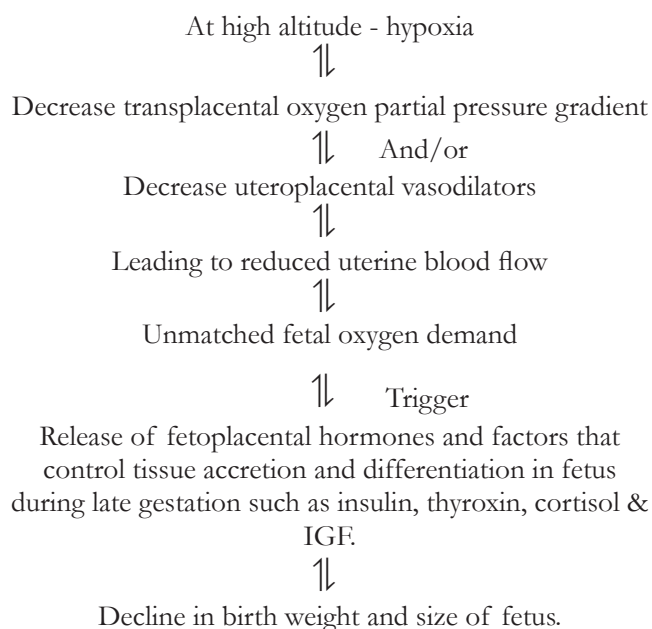 At high altitude - hypoxia
⥮
Decrease transplacental oxygen partial pressure gradient
⥮ And/or
Decrease uteroplacental vasodilators
⥮
Leading to reduced uterine blood flow
⥮
Unmatched fetal oxygen demand
⥮ Trigger
Release of fetoplacental hormones and factors that
control tissue accretion and differentiation in fetus
during late gestation such as insulin, thyroxin, cortisol &
IGF.
⥮
Decline in birth weight and size of fetus.